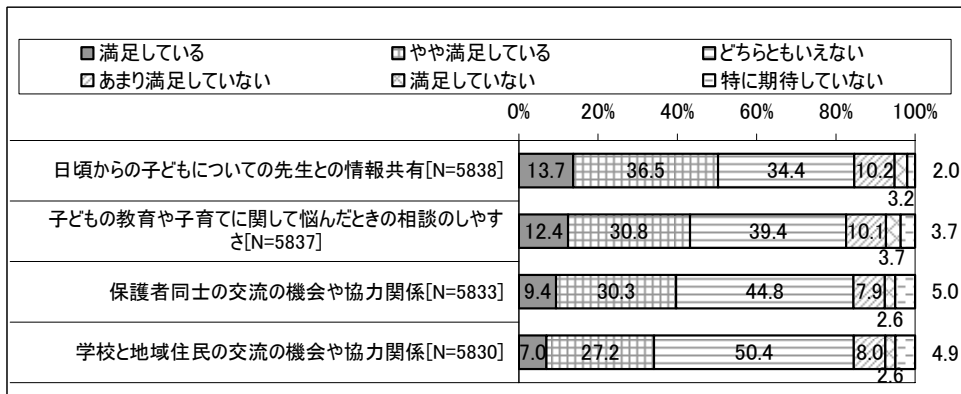 満足している やや満足している どちらともいえない
あまり満足していない 満足していない 特に期待していない
0% 20% 40% 60% 80% 100%
日頃からの子どもについての先生との情報共有[N=5838] 13.7 36.5 34.4 10.2 2.0
3.2
子どもの教育や子育てに関して悩んだときの相談のしやす
さ[N=5837] 12.4 30.8 39.4 10.1 3.7
3.7
保護者同士の交流の機会や協力関係[N=5833] 9.4 30.3 44.8 7.9 5.0
2.6
学校と地域住民の交流の機会や協力関係[N=5830] 7.0 27.2 50.4 8.0 4.9
2.6